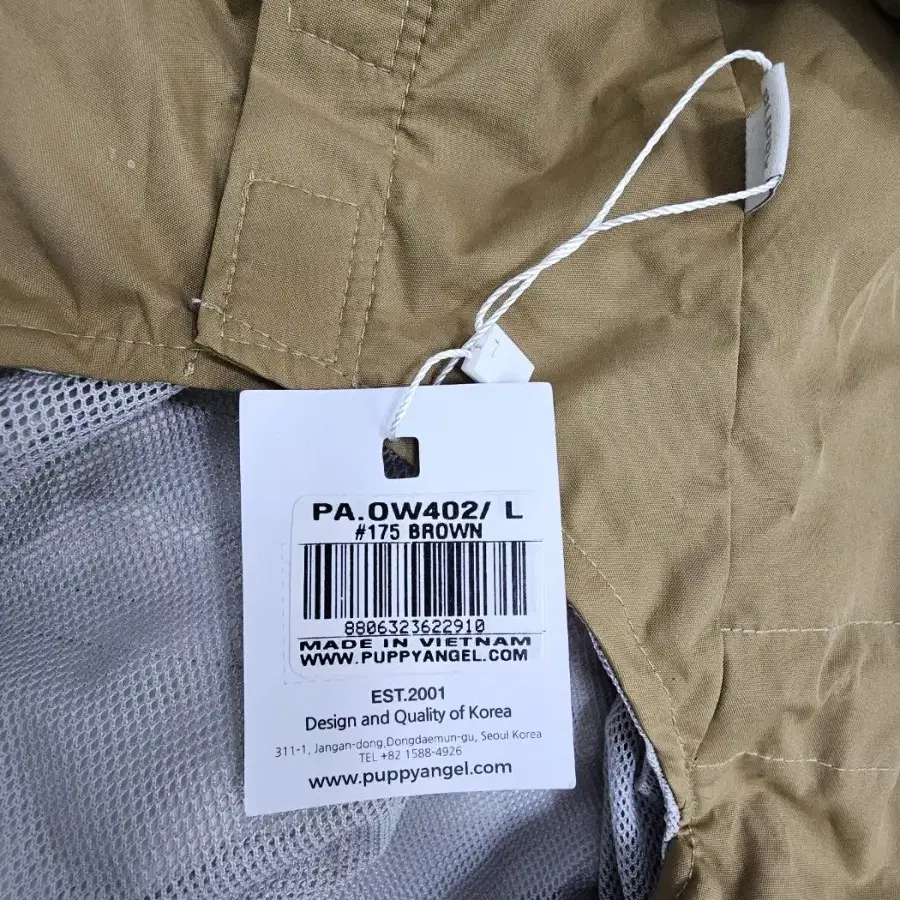 PA.OW402/ L
#175 BROWN
8806323622910
MADE IN VIETNAM
WWW.PUPPYANGEL.COM
EST.2001
Design and Quality of Korea
311-1, Jangan-dong,Dongdaemun-gu, Seoul Korea
TEL +82 1588-4926
www.puppyangel.com